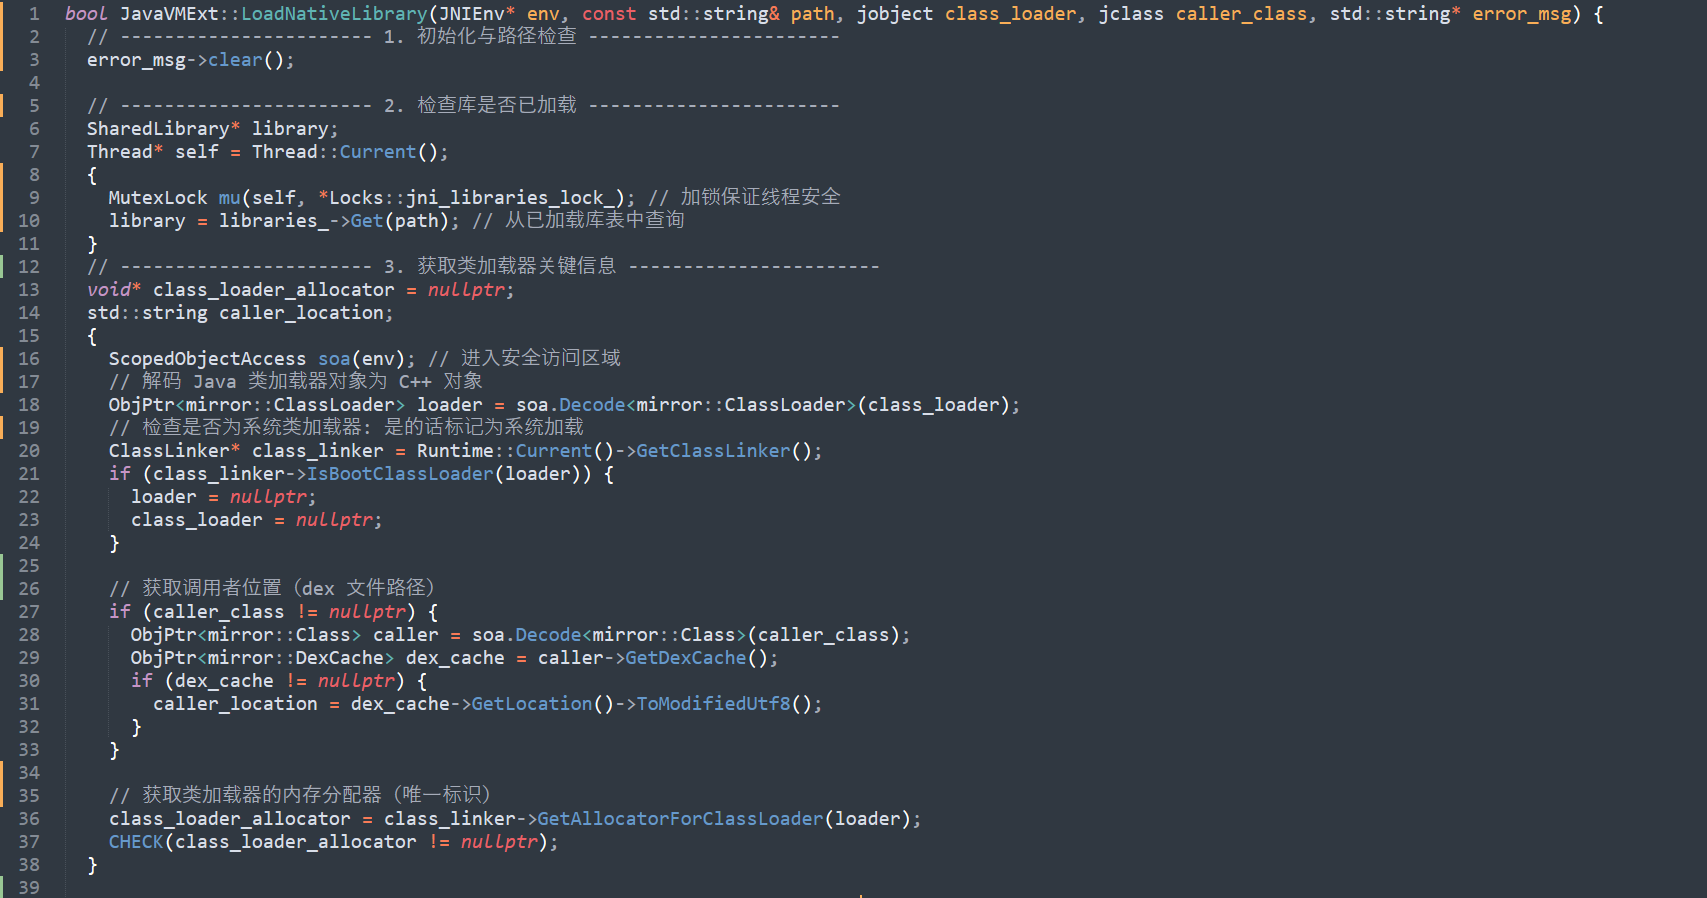 1 bool JavaVMExt::LoadNativeLibrary(JNIEnv* env, const std::string& path, jobject class_loader, jclass caller_class, std::string* error_msg) {
2   // ----------------------- 1. 初始化与路径检查 -----------------------
3   error_msg->clear();
4
5   // ----------------------- 2. 检查库是否已加载 -----------------------
6   SharedLibrary* library;
7   Thread* self = Thread::Current();
8   {
9     MutexLock mu(self, *Locks::jni_libraries_lock_); // 加锁保证线程安全
10     library = libraries_->Get(path); // 从已加载库表中查询
11   }
12   // ----------------------- 3. 获取类加载器关键信息 -----------------------
13   void* class_loader_allocator = nullptr;
14   std::string caller_location;
15   {
16     ScopedObjectAccess soa(env); // 进入安全访问区域
17     // 解码 Java 类加载器对象为 C++ 对象
18     ObjPtr<mirror::ClassLoader> loader = soa.Decode<mirror::ClassLoader>(class_loader);
19     // 检查是否为系统类加载器: 是的话标记为系统加载
20     ClassLinker* class_linker = Runtime::Current()->GetClassLinker();
21     if (class_linker->IsBootClassLoader(loader)) {
22       loader = nullptr;
23       class_loader = nullptr;
24     }
25
26     // 获取调用者位置（dex 文件路径）
27     if (caller_class != nullptr) {
28       ObjPtr<mirror::Class> caller = soa.Decode<mirror::Class>(caller_class);
29       ObjPtr<mirror::DexCache> dex_cache = caller->GetDexCache();
30       if (dex_cache != nullptr) {
31         caller_location = dex_cache->GetLocation()->ToModifiedUtf8();
32       }
33     }
34
35     // 获取类加载器的内存分配器（唯一标识）
36     class_loader_allocator = class_linker->GetAllocatorForClassLoader(loader);
37     CHECK(class_loader_allocator != nullptr);
38   }
39